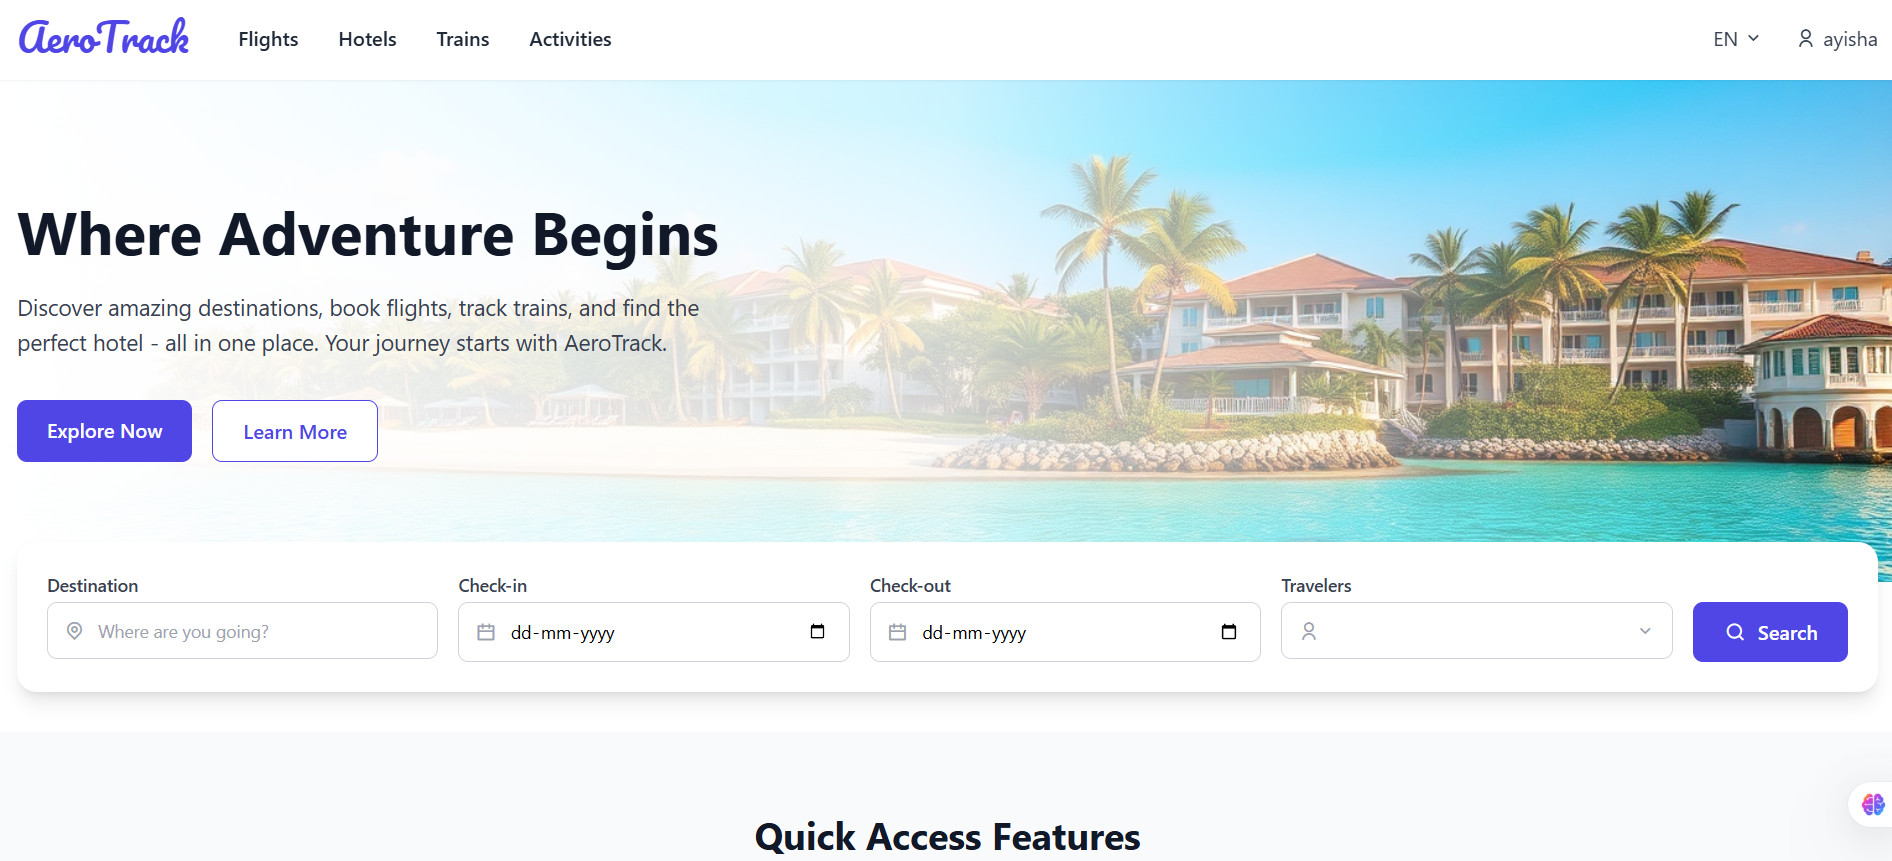 AeroTrack
Flights
Hotels
Trains
Activities
EN
ayisha
Where Adventure Begins
Discover amazing destinations, book flights, track trains, and find the
perfect hotel - all in one place. Your journey starts with AeroTrack.
Explore Now
Learn More
Destination
Where are you going?
Check-in
dd-mm-yyyy
Check-out
dd-mm-yyyy
Travelers
Search
Quick Access Features